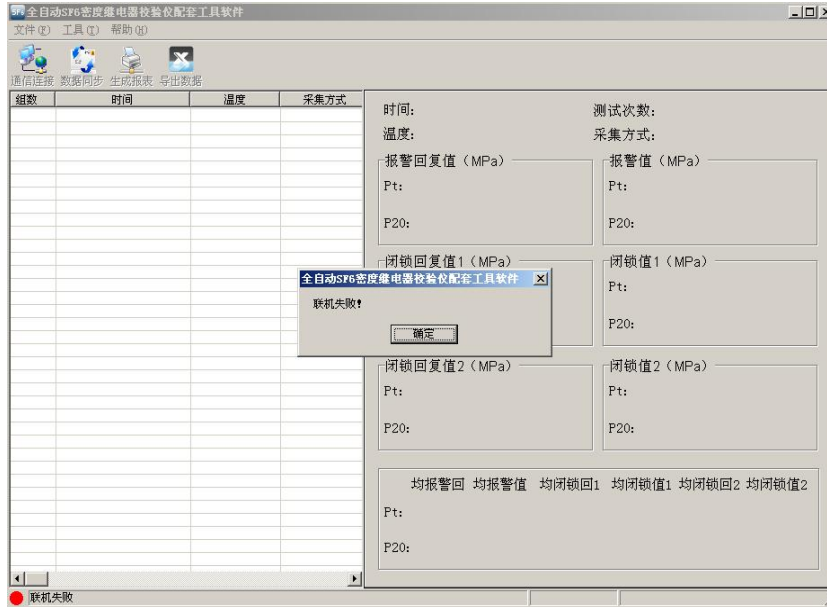 SF6 全自动SF6密度继电器校验仪配套工具软件
文件(F) 工具(T) 帮助(H)
通信连接 数据同步 生成报表 导出数据
组数 时间 温度 采集方式
时间: 测试次数:
温度: 采集方式:
报警回复值（MPa） 报警值（MPa）
Pt: Pt:
P20: P20:
闭锁回复值1（MPa） 闭锁值1（MPa）
全自动SF6密度继电器校验仪配套工具软件
Pt:
联机失败!
P20:
确定
闭锁回复值2（MPa） 闭锁值2（MPa）
Pt: Pt:
P20: P20:
均报警回 均报警值 均闭锁回1 均闭锁值1 均闭锁回2 均闭锁值2
Pt:
P20:
联机失败